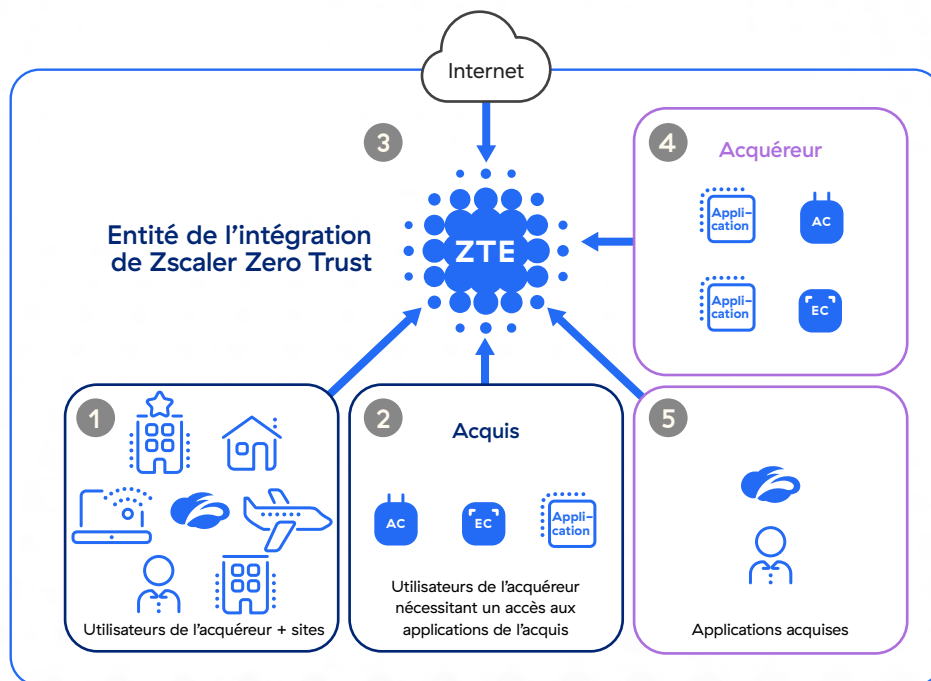 Internet
3
4
Acquéreur
Appli-
cation
AC
Entité de l'intégration
de Zscaler Zero Trust
ZTE
Appli-
cation
EC
1
2
Acquis
5
AC
EC
Appli-
cation
Utilisateurs de l'acquéreur
nécessitant un accès aux
applications de l'acquis
Utilisateurs de l'acquéreur + sites
Applications acquises